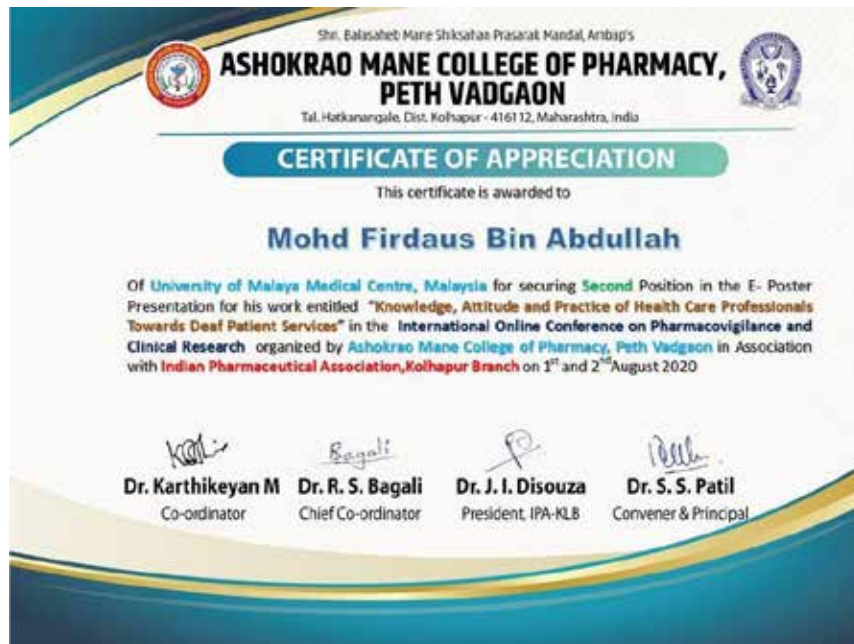 Shri. Balasaheb Mane Shikshan Prasarak Mandal, Ambap's
ASHOKRAO MANE COLLEGE OF PHARMACY,
PETH VADGAON
Tal. Hatkanangale, Dist. Kolhapur - 416112, Maharashtra, India
CERTIFICATE OF APPRECIATION
This certificate is awarded to
Mohd Firdaus Bin Abdullah
Of University of Malaya Medical Centre, Malaysia for securing Second Position in the E- Poster
Presentation for his work entitled "Knowledge, Attitude and Practice of Health Care Professionals
Towards Deaf Patient Services" in the International Online Conference on Pharmacovigilance and
Clinical Research organized by Ashokrao Mane College of Pharmacy, Peth Vadgaon in Association
with Indian Pharmaceutical Association,Kolhapur Branch on 1st and 2nd August 2020
Bagali
Dr. Karthikeyan M Dr. R. S. Bagali Dr. J. I. Disouza Dr. S. S. Patil
Co-ordinator Chief Co-ordinator President, IPA-KLB Convener & Principal